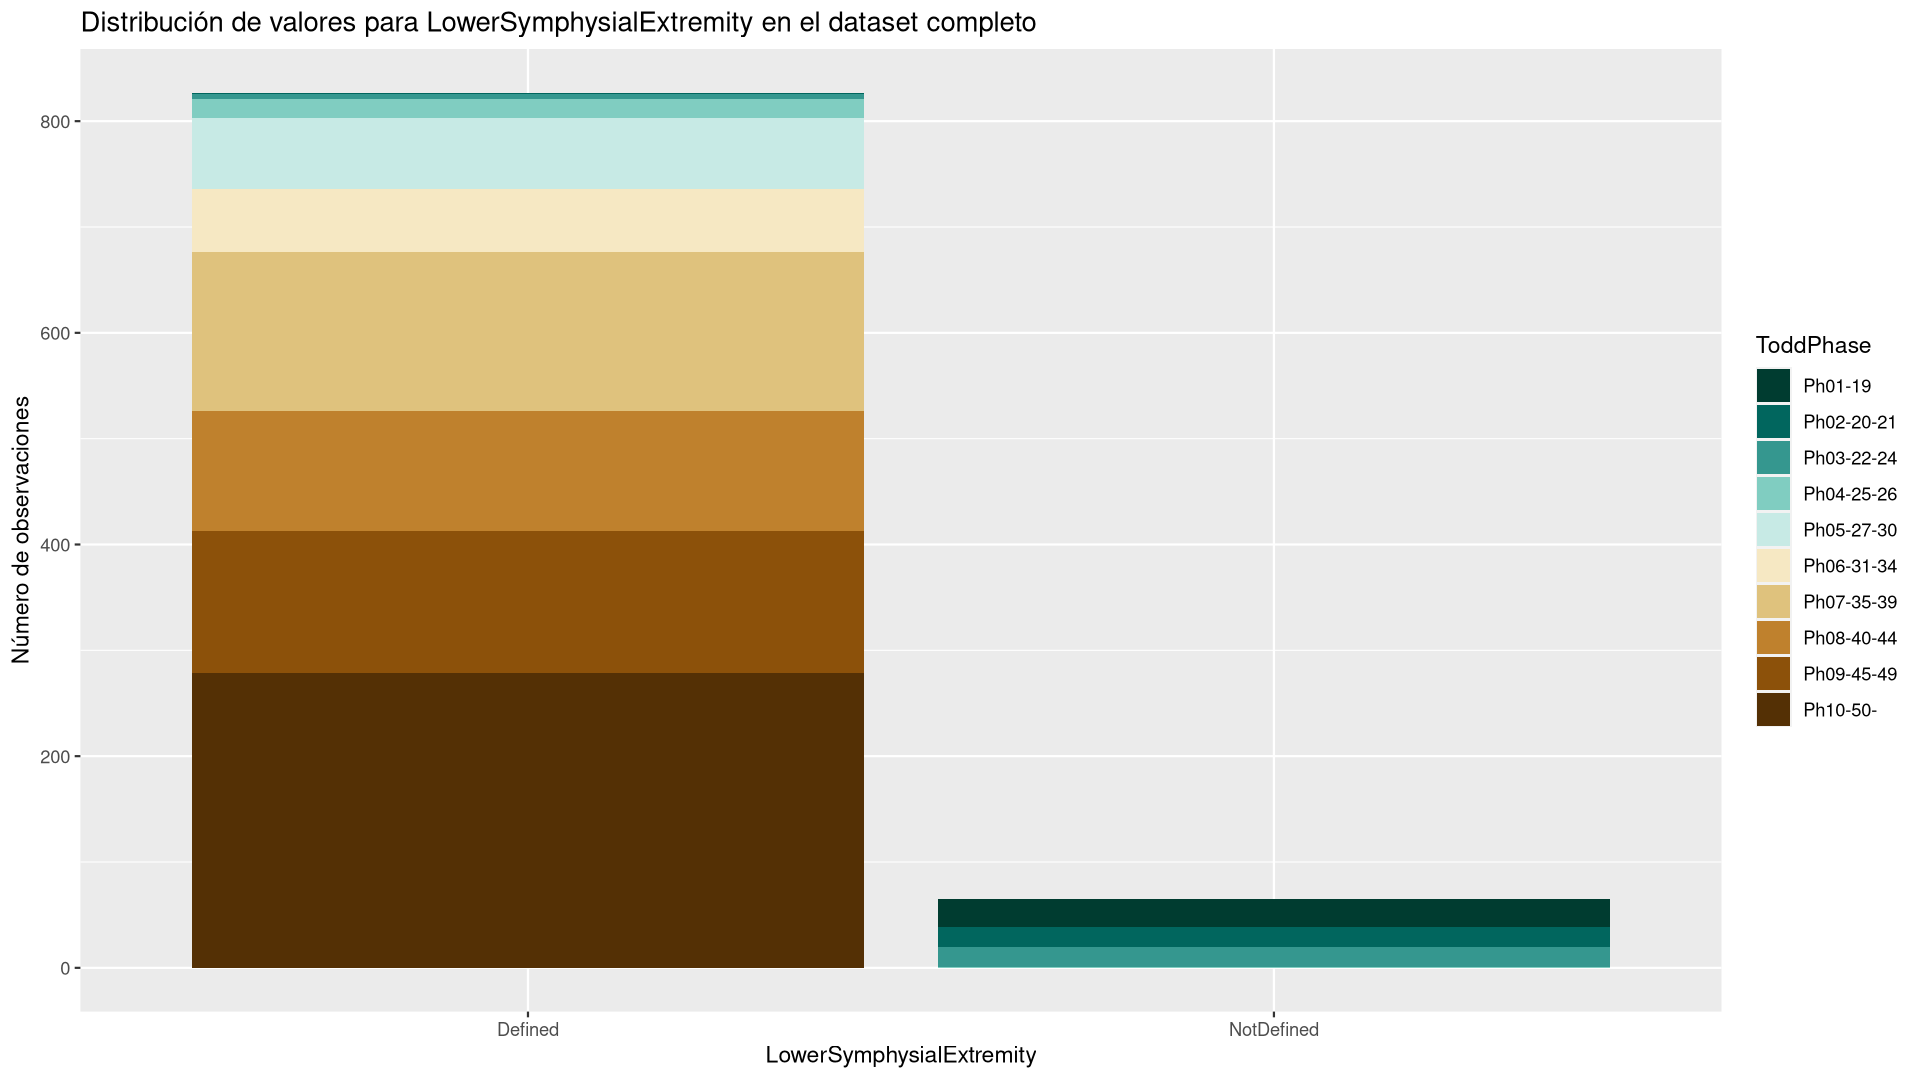 Distribución de valores para LowerSymphysialExtremity en el dataset completo
Número de observaciones
800
600
400
200
0
Defined
NotDefined
LowerSymphysialExtremity
ToddPhase
Ph01-19
Ph02-20-21
Ph03-22-24
Ph04-25-26
Ph05-27-30
Ph06-31-34
Ph07-35-39
Ph08-40-44
Ph09-45-49
Ph10-50-